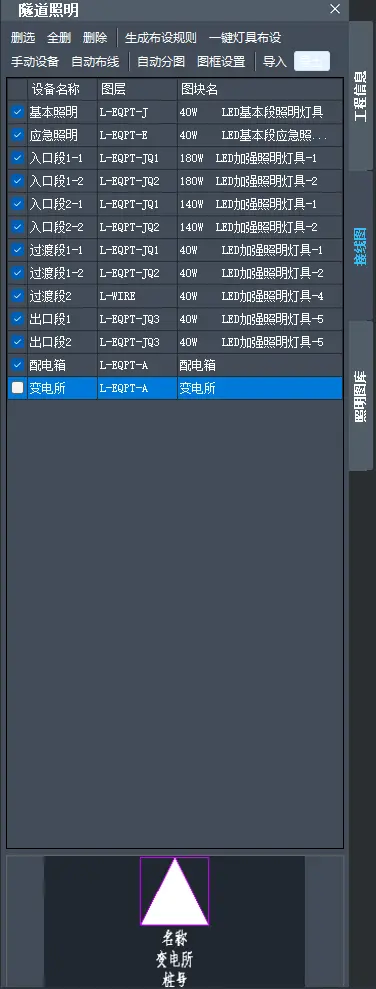 隧道照明
删选 全删 删除 生成布设规则 一键灯具布设
手动设备 自动布线 自动分图 图框设置 导入
设备名称 图层 图块名
基本照明 L-EQPT-J 40W LED基本段照明灯具
应急照明 L-EQPT-E 40W LED基本段应急照...
入口段1-1 L-EQPT-JQ1 180W LED加强照明灯具-1
入口段1-2 L-EQPT-JQ2 180W LED加强照明灯具-2
入口段2-1 L-EQPT-JQ1 140W LED加强照明灯具-1
入口段2-2 L-EQPT-JQ2 140W LED加强照明灯具-2
过渡段1-1 L-EQPT-JQ1 40W LED加强照明灯具-1
过渡段1-2 L-EQPT-JQ2 40W LED加强照明灯具-2
过渡段2 L-WIRE 40W LED加强照明灯具-4
出口段1 L-EQPT-JQ3 40W LED加强照明灯具-5
出口段2 L-EQPT-JQ3 40W LED加强照明灯具-5
配电箱 L-EQPT-A 配电箱
变电所 L-EQPT-A 变电所
名称
变电所
桩号
工程信息
接线图
照明图库